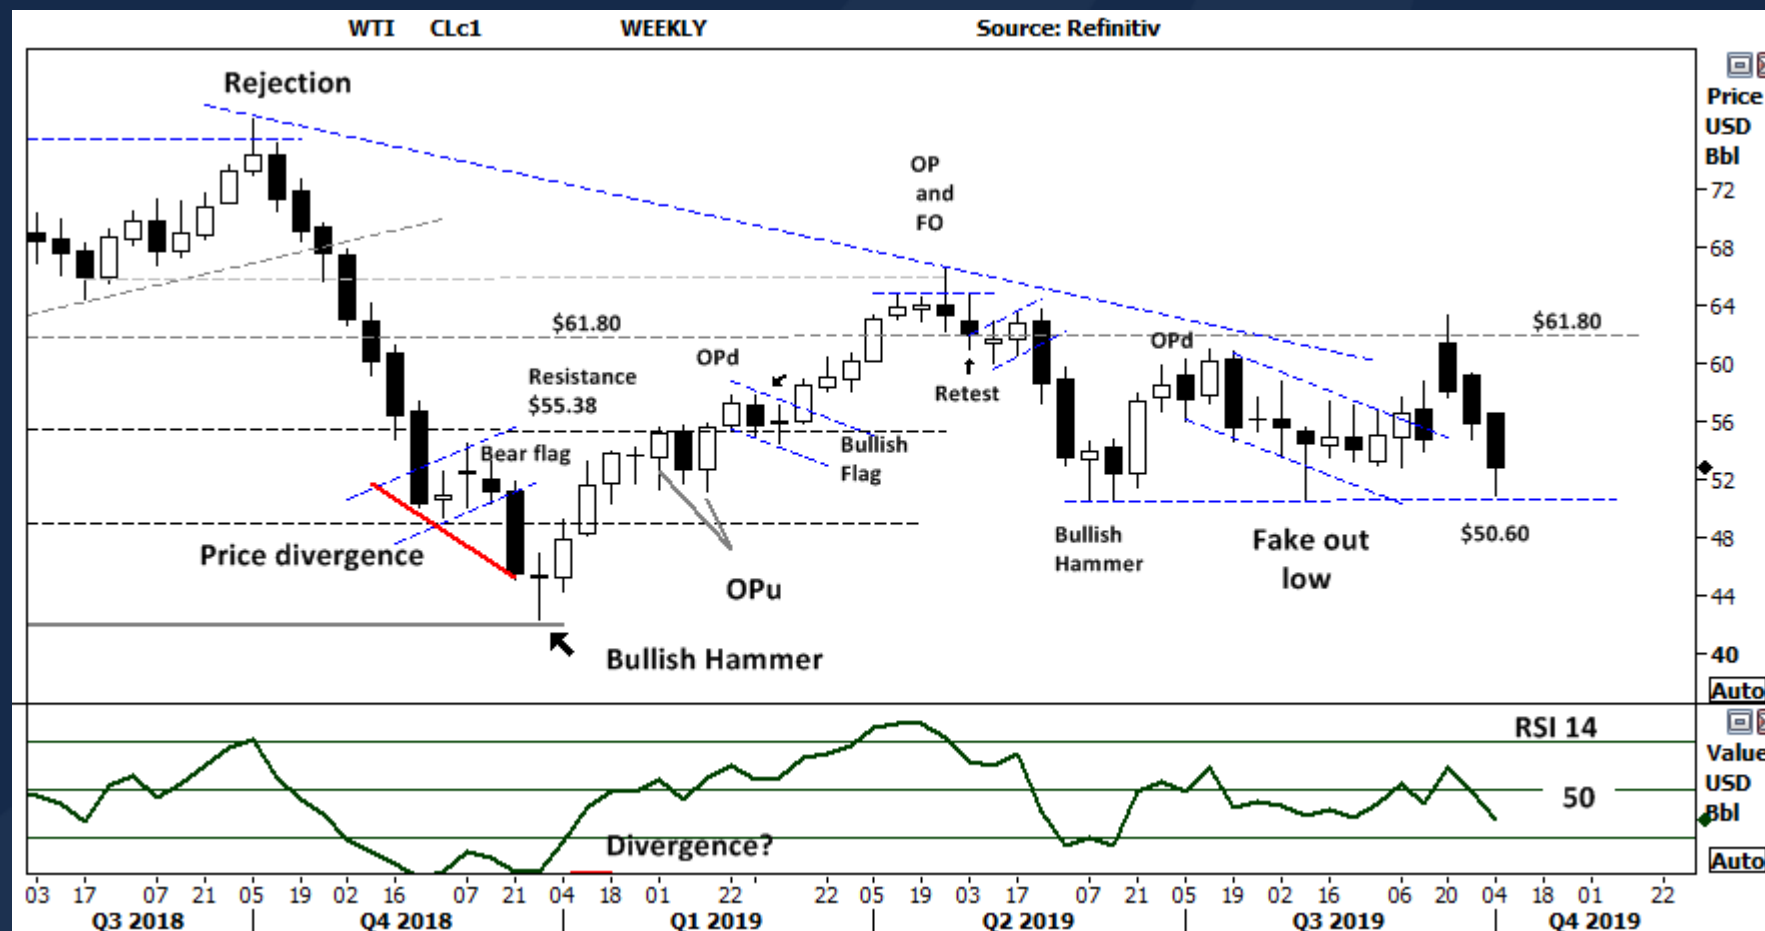 WTI CLc1 WEEKLY Source: Refinitiv
Rejection
Price
USD
Bbl
OP
and
FO
72
68
64
$61.80
$61.80
OPd
OPd
60
Resistance
$55.38
Retest
56
Bear flag
Bullish
Flag
52
Price divergence
Bullish
Hammer
Fake out
low
$50.60
48
OPu
44
Bullish Hammer
40
Auto
RSI 14
Value
USD
Bbl
50
Divergence?
Auto
03 17 07 21 05 19 02 16 07 21 04 18 01 22 22 05 19 03 17 07 21 05 19 02 16 06 20 04 18 01 22
Q3 2018 Q4 2018 Q1 2019 Q2 2019 Q3 2019 Q4 2019